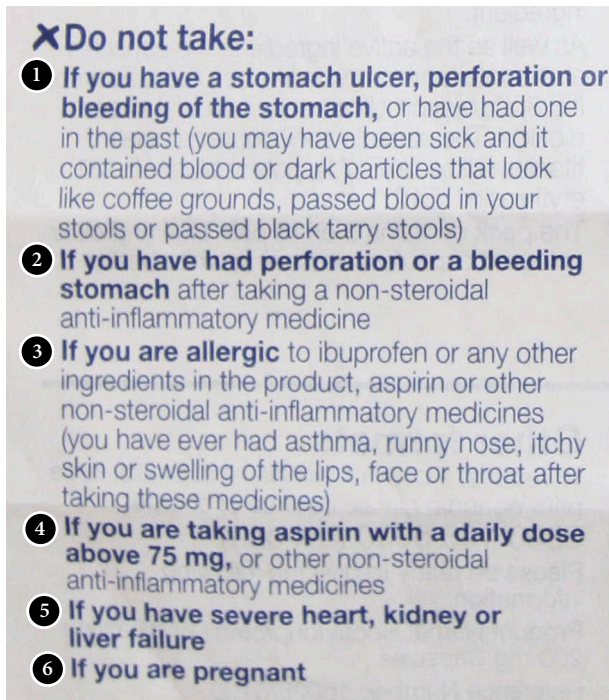 ✗Do not take:
1 If you have a stomach ulcer, perforation or
bleeding of the stomach, or have had one
in the past (you may have been sick and it
contained blood or dark particles that look
like coffee grounds, passed blood in your
stools or passed black tarry stools)
2 If you have had perforation or a bleeding
stomach after taking a non-steroidal
anti-inflammatory medicine
3 If you are allergic to ibuprofen or any other
ingredients in the product, aspirin or other
non-steroidal anti-inflammatory medicines
(you have ever had asthma, runny nose, itchy
skin or swelling of the lips, face or throat after
taking these medicines)
4 If you are taking aspirin with a daily dose
above 75 mg, or other non-steroidal
anti-inflammatory medicines
5 If you have severe heart, kidney or
liver failure
6 If you are pregnant